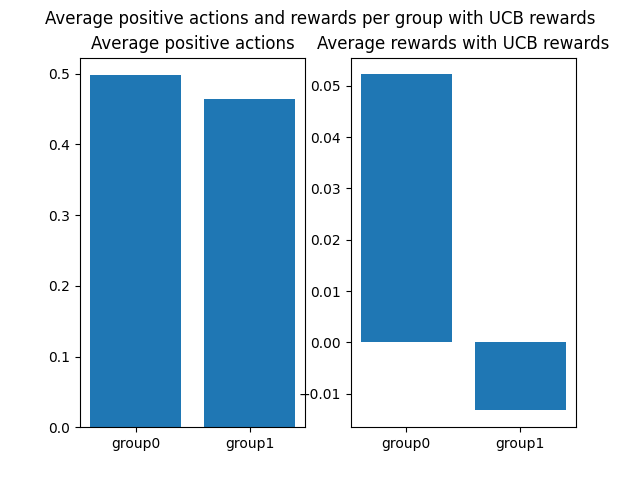 Average positive actions and rewards per group with UCB rewards
Average positive actions
0.5
0.4
0.3
0.2
0.1
0.0
group0 group1
Average rewards with UCB rewards
0.05
0.04
0.03
0.02
0.01
0.00
−0.01
group0 group1